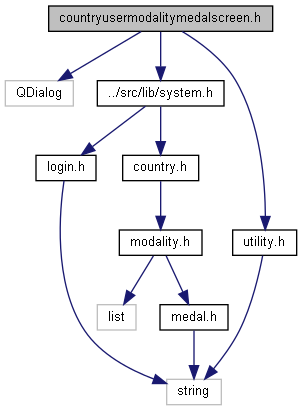 countryusermodalitymedalscreen.h
QDialog
../src/lib/system.h
login.h
country.h
modality.h
utility.h
list
medal.h
string